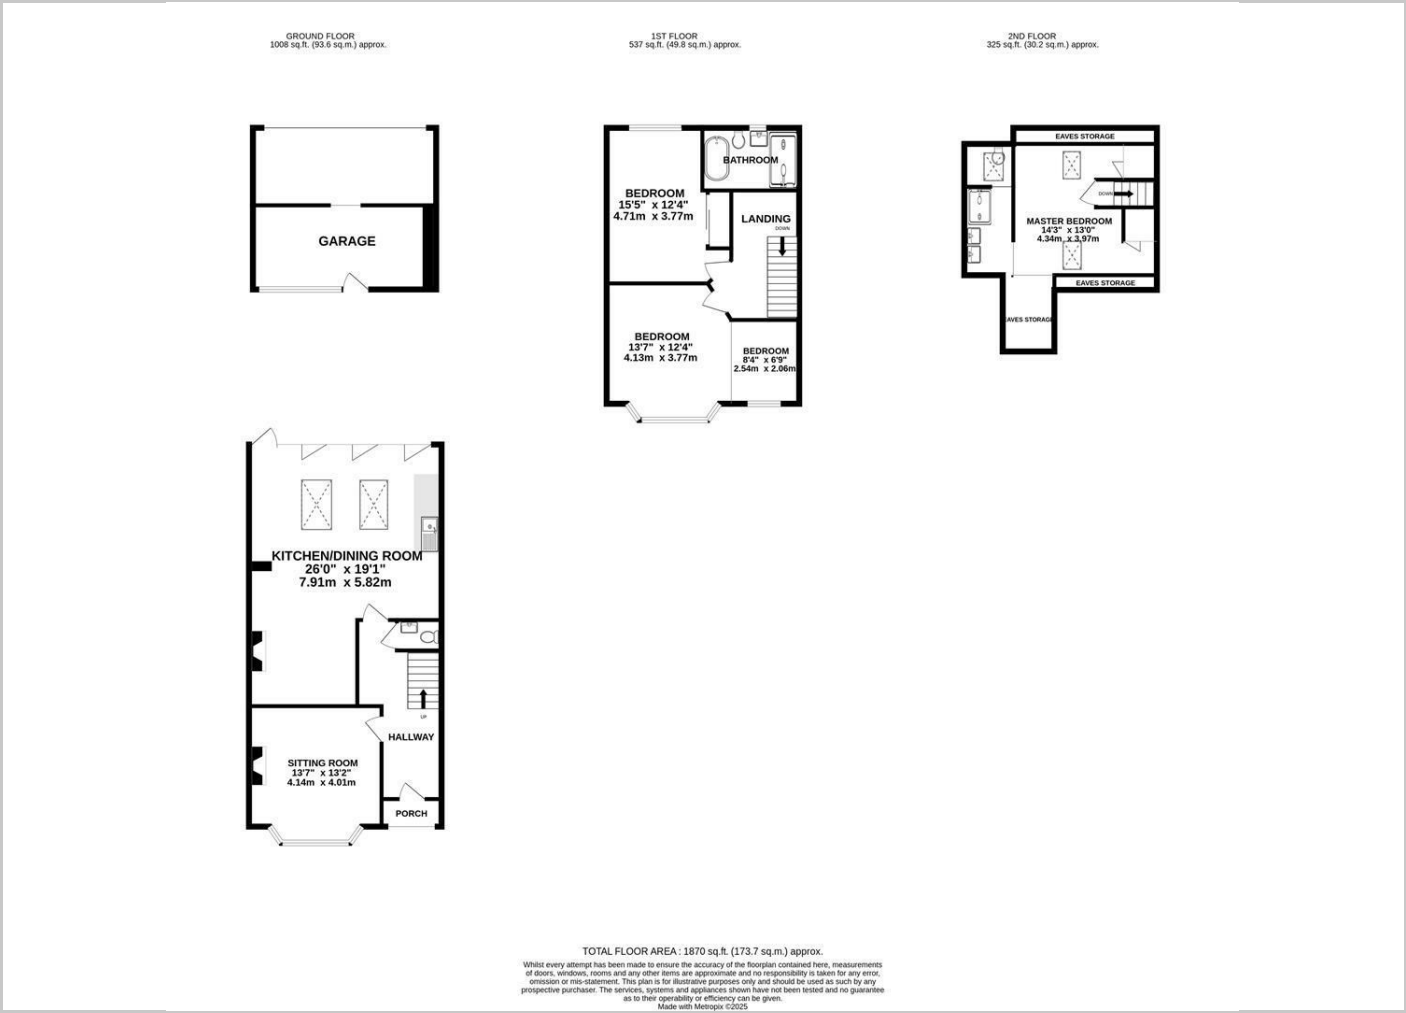 GROUND FLOOR
1008 sq.ft. (93.6 sq.m.) approx.
1ST FLOOR
537 sq.ft. (49.8 sq.m.) approx.
2ND FLOOR
325 sq.ft. (30.2 sq.m.) approx.
GARAGE
KITCHEN/DINING ROOM
26'0" x 19'1"
7.91m x 5.82m
UP
HALLWAY
SITTING ROOM
13'7" x 13'2"
4.14m x 4.01m
PORCH
BATHROOM
BEDROOM
15'5" x 12'4"
4.71m x 3.77m
LANDING
DOWN
BEDROOM
13'7" x 12'4"
4.13m x 3.77m
BEDROOM
8'4" x 6'9"
2.54m x 2.06m
EAVES STORAGE
DOWN
MASTER BEDROOM
14'3" x 13'0"
4.34m x 3.97m
EAVES STORAGE
EAVES STORAGE
TOTAL FLOOR AREA : 1870 sq.ft. (173.7 sq.m.) approx.
Whilst every attempt has been made to ensure the accuracy of the floorplan contained here, measurements
of doors, windows, rooms and any other items are approximate and no responsibility is taken for any error,
omission or mis-statement. This plan is for illustrative purposes only and should be used as such by any
prospective purchaser. The services, systems and appliances shown have not been tested and no guarantee
as to their operability or efficiency can be given.
Made with Metropix ©2025